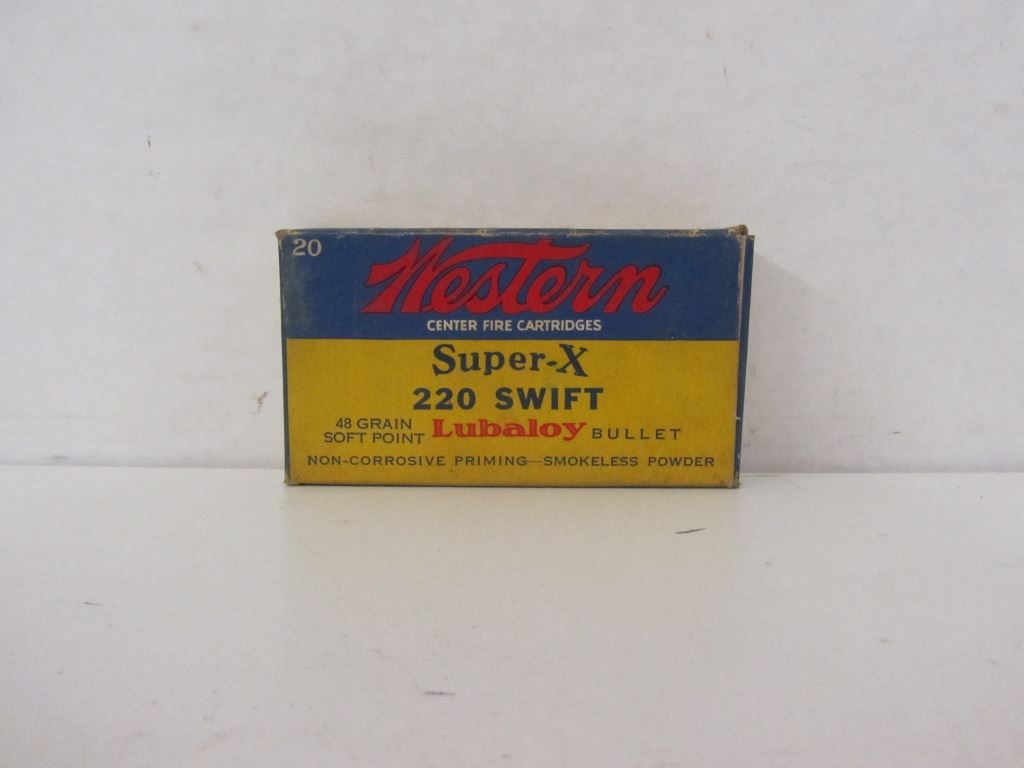 20
Western
CENTER FIRE CARTRIDGES
Super-X
220 SWIFT
48 GRAIN
SOFT POINT Lubaloy BULLET
NON-CORROSIVE PRIMING—SMOKELESS POWDER